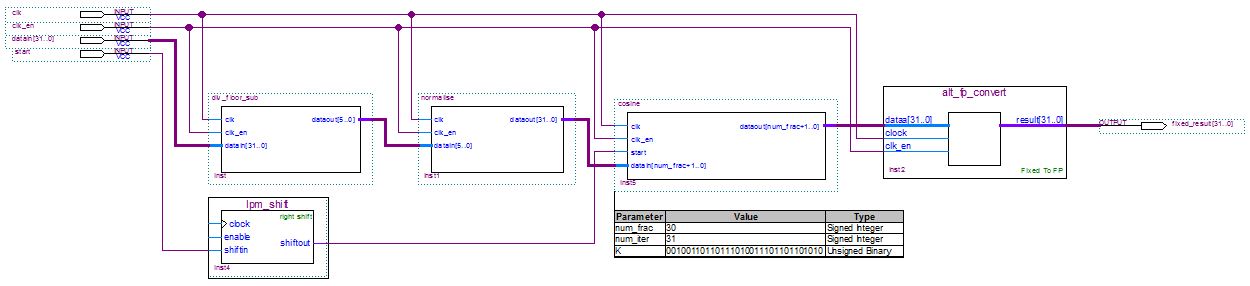 clk INPUT VCC
clk_en INPUT VCC
datain[31..0] INPUT VCC
start INPUT VCC
div_floor_sub
clk dataout[5..0]
clk_en
datain[31..0]
inst
normalise
clk dataout[31..0]
clk_en
datain[5..0]
inst1
cosine
clk dataout[num_frac+1..0]
clk_en
start
datain[num_frac+1..0]
inst5
alt_fp_convert
dataa[31..0] result[31..0]
clock
clk_en
inst2 Fixed To FP
OUTPUT fixed_result[31..0]
lpm_shift
right shift
clock
enable
shiftin shiftout
inst4
Parameter Value Type
num_frac 30 Signed Integer
num_iter 31 Signed Integer
K 00100110110111010011101101101010 Unsigned Binary